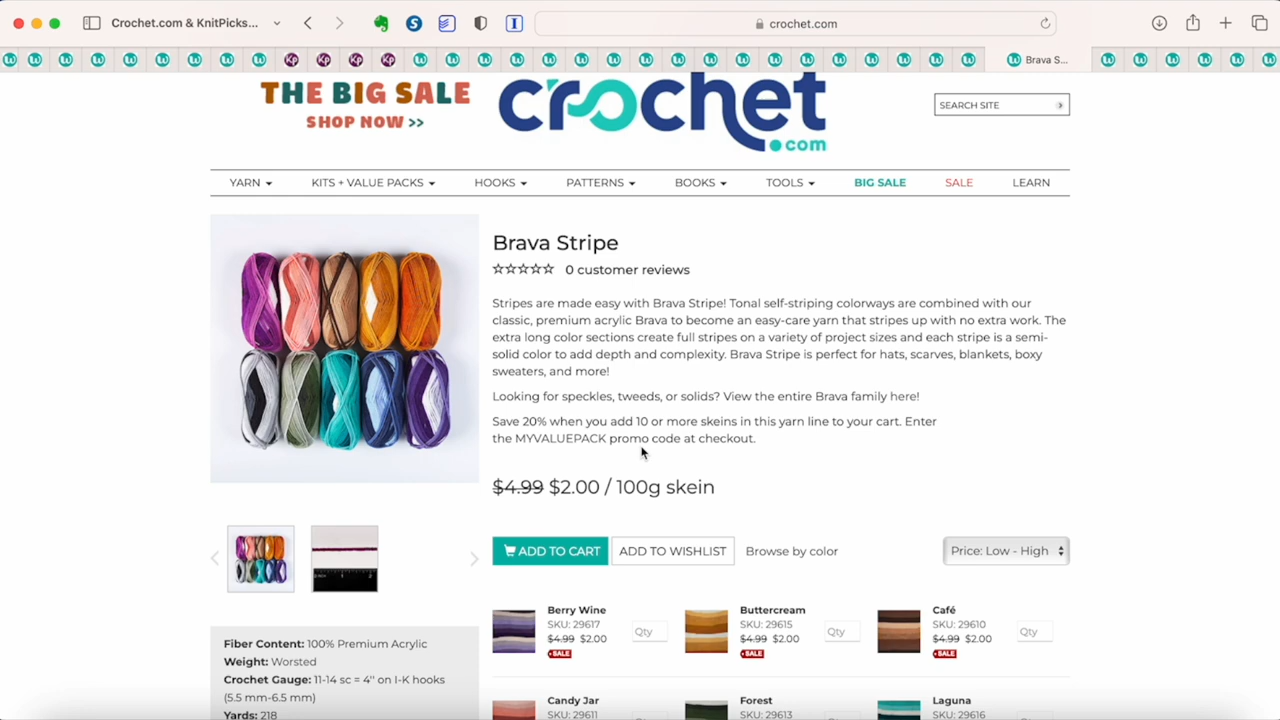 Crochet.com & KnitPicks...
crochet.com
Brava S...
THE BIG SALE
SHOP NOW >>
crochet
.com
SEARCH SITE
YARN
KITS + VALUE PACKS
HOOKS
PATTERNS
BOOKS
TOOLS
BIG SALE
SALE
LEARN
Brava Stripe
0 customer reviews
Stripes are made easy with Brava Stripe! Tonal self-striping colorways are combined with our
classic, premium acrylic Brava to become an easy-care yarn that stripes up with no extra work. The
extra long color sections create full stripes on a variety of project sizes and each stripe is a semi-
solid color to add depth and complexity. Brava Stripe is perfect for hats, scarves, blankets, boxy
sweaters, and more!
Looking for speckles, tweeds, or solids? View the entire Brava family here!
Save 20% when you add 10 or more skeins in this yarn line to your cart. Enter
the MYVALUEPACK promo code at checkout.
$4.99 $2.00 / 100g skein
ADD TO CART
ADD TO WISHLIST
Browse by color
Price: Low - High
Berry Wine
SKU: 29617
$4.99 $2.00
SALE
Qty
Buttercream
SKU: 29615
$4.99 $2.00
SALE
Qty
Café
SKU: 29610
$4.99 $2.00
SALE
Qty
Fiber Content: 100% Premium Acrylic
Weight: Worsted
Crochet Gauge: 11-14 sc = 4'' on I-K hooks
(5.5 mm-6.5 mm)
Yards: 218
Candy Jar
SKU: 29611
Forest
SKU: 29613
Laguna
SKU: 29616